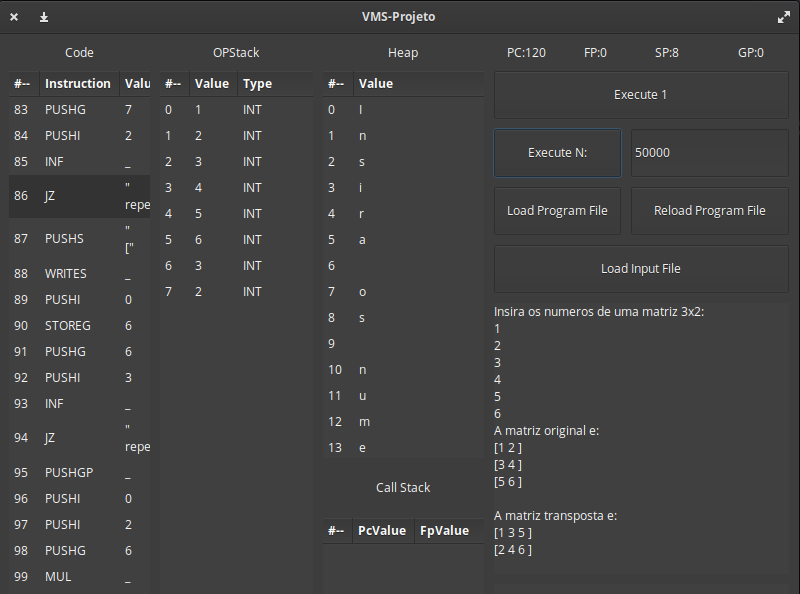 VMS-Projeto
Code
#-- Instruction Valu
83 PUSHG 7
84 PUSHI 2
85 INF _
86 JZ "
repe
87 PUSHS "
["
88 WRITES _
89 PUSHI 0
90 STOREG 6
91 PUSHG 6
92 PUSHI 3
93 INF _
94 JZ "
repe
95 PUSHGP _
96 PUSHI 0
97 PUSHI 2
98 PUSHG 6
99 MUL _
OPStack
#-- Value Type
0 1 INT
1 2 INT
2 3 INT
3 4 INT
4 5 INT
5 6 INT
6 3 INT
7 2 INT
Heap
#-- Value
0 I
1 n
2 s
3 i
4 r
5 a
6
7 o
8 s
9
10 n
11 u
12 m
13 e
Call Stack
#-- PcValue FpValue
PC:120 FP:0 SP:8 GP:0
Execute 1
Execute N: 50000
Load Program File Reload Program File
Load Input File
Insira os numeros de uma matriz 3x2:
1
2
3
4
5
6
A matriz original e:
[1 2 ]
[3 4 ]
[5 6 ]
A matriz transposta e:
[1 3 5 ]
[2 4 6 ]